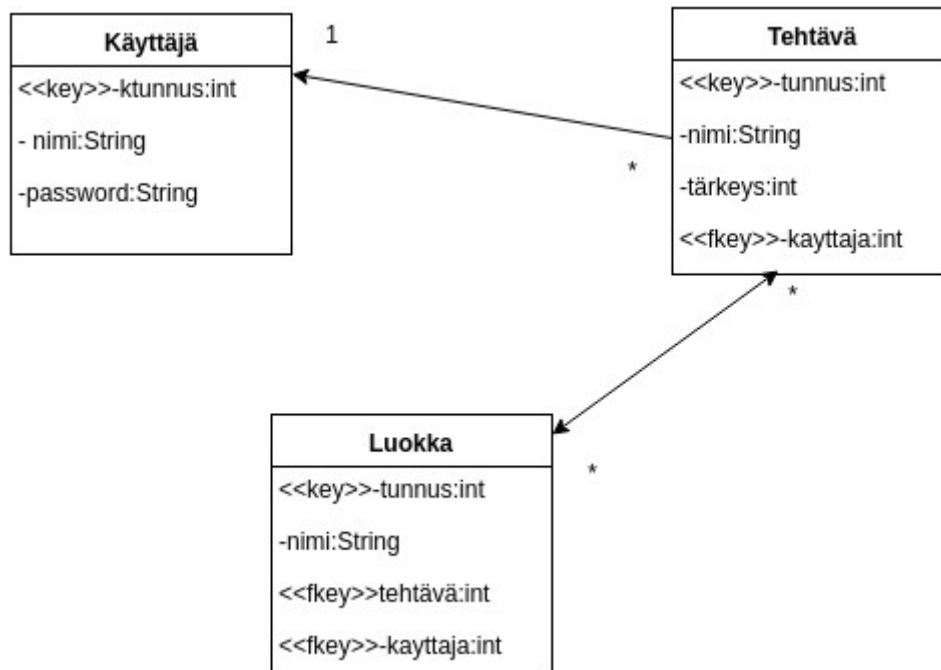 Käyttäjä
<<key>>-ktunnus:int
- nimi:String
-password:String
1
*
Tehtävä
<<key>>-tunnus:int
-nimi:String
-tärkeys:int
<<fkey>>-kayttaja:int
*
*
Luokka
<<key>>-tunnus:int
-nimi:String
<<fkey>>tehtävä:int
<<fkey>>-kayttaja:int